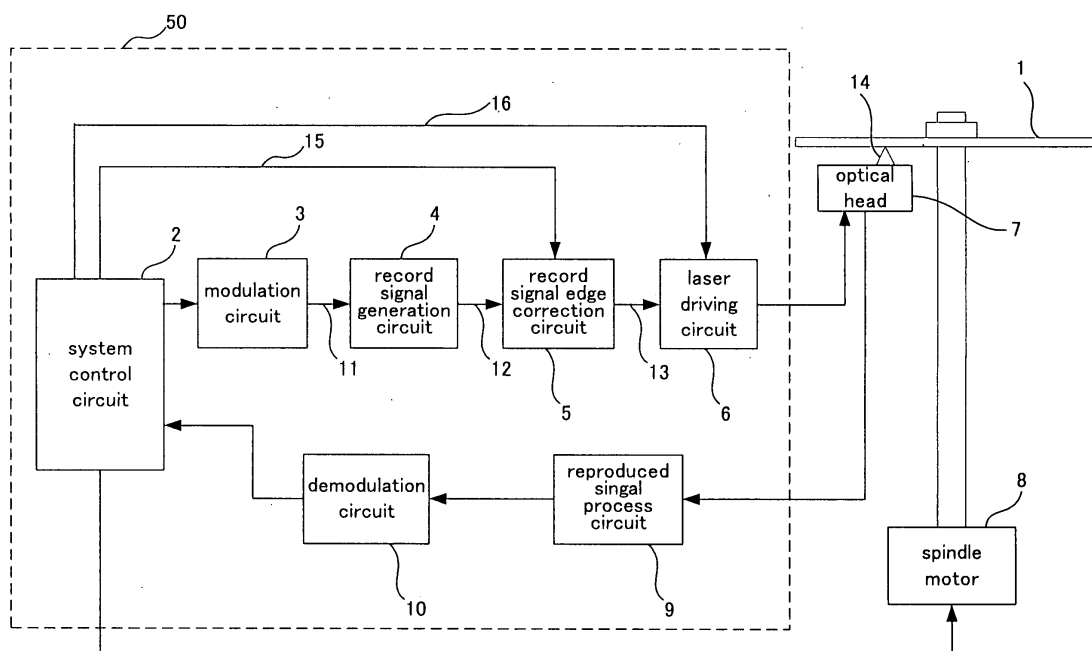 50
16
15
14
1
optical
head
7
2
3
4
system
control
circuit
modulation
circuit
record
signal
generation
circuit
record
signal edge
correction
circuit
laser
driving
circuit
11
12
13
5
6
demodulation
circuit
reproduced
singal
process
circuit
10
9
8
spindle
motor